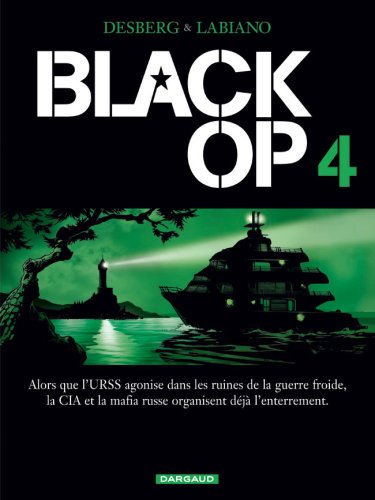 DESBERG & LABIANO
BLACK
OP 4
Alors que l'URSS agonise dans les ruines de la guerre froide,
la CIA et la mafia russe organisent déjà l'enterrement.
DARGAUD